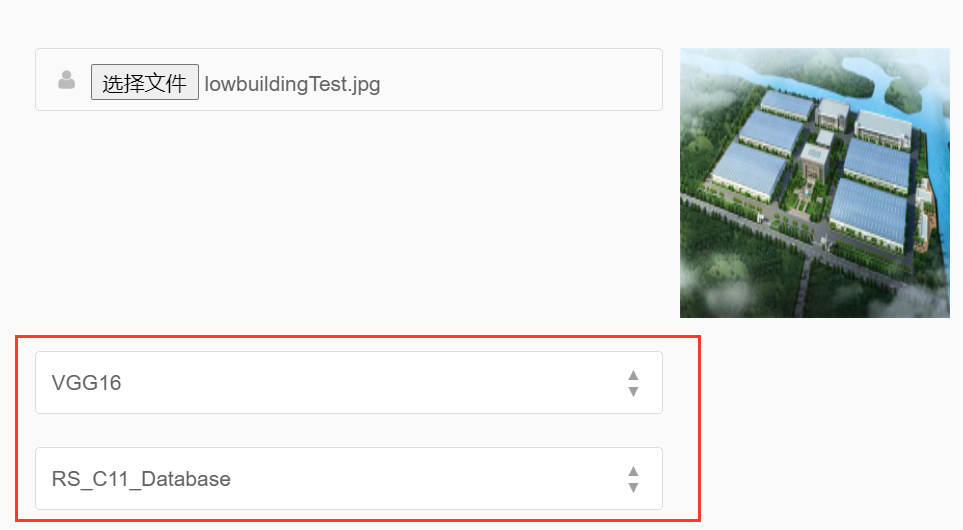 选择文件 lowbuildingTest.jpg
VGG16
RS_C11_Database